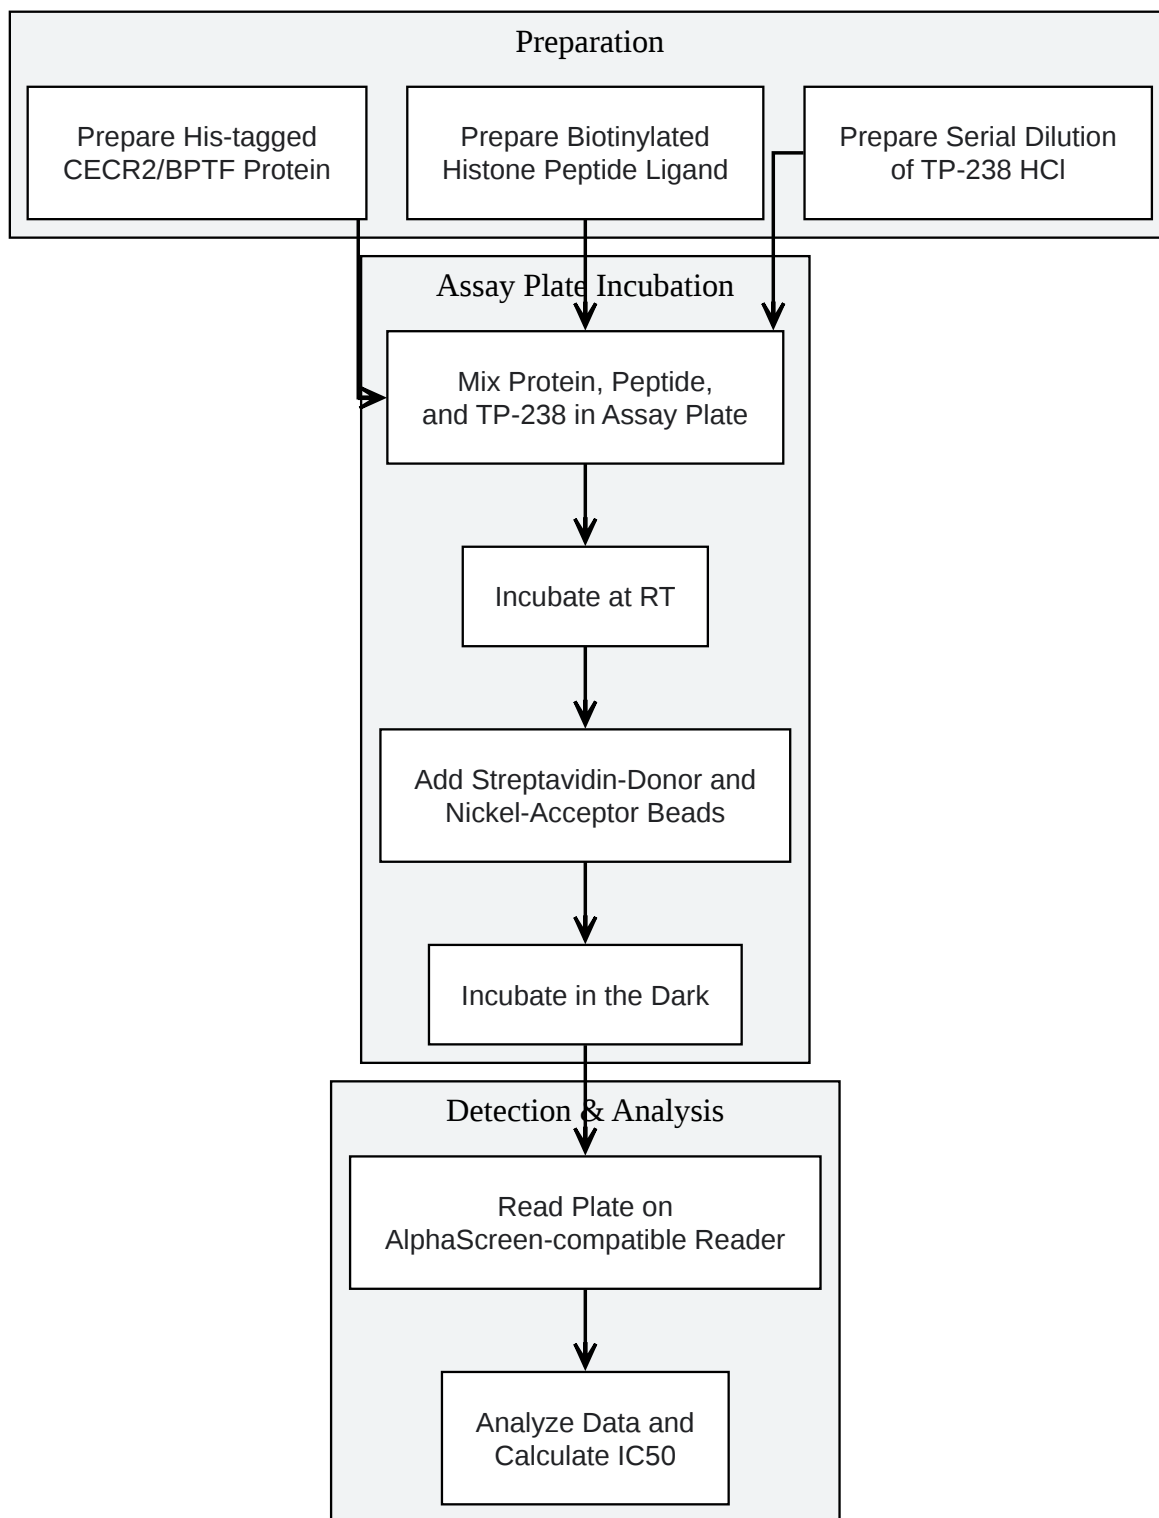 Preparation
Prepare His-tagged
CECR2/BPTF Protein
Prepare Biotinylated
Histone Peptide Ligand
Prepare Serial Dilution
of TP-238 HCl
Assay Plate Incubation
Mix Protein, Peptide,
and TP-238 in Assay Plate
Incubate at RT
Add Streptavidin-Donor and
Nickel-Acceptor Beads
Incubate in the Dark
Detection & Analysis
Read Plate on
AlphaScreen-compatible Reader
Analyze Data and
Calculate IC50